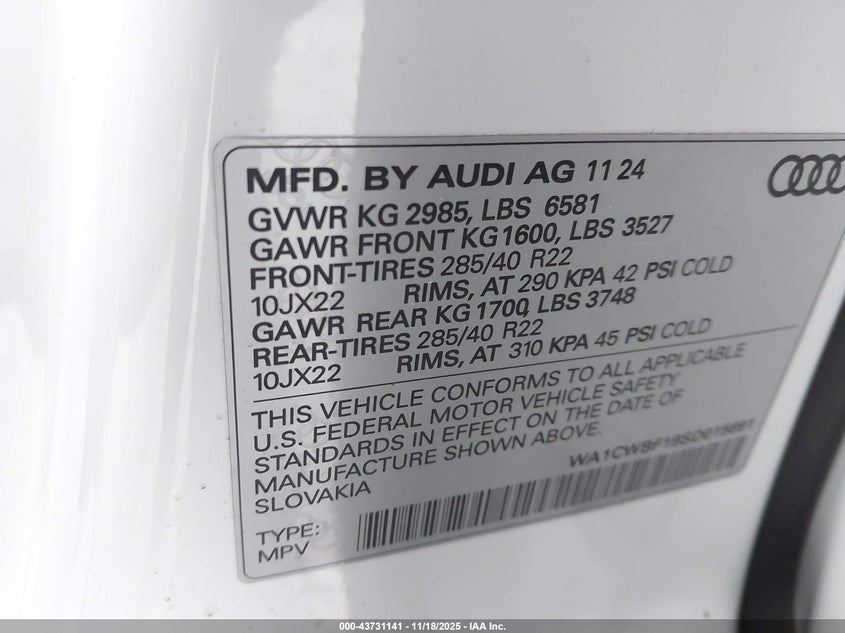 MFD. BY AUDI AG 11 24
GVWR KG 2985, LBS 6581
GAWR FRONT KG 1600, LBS 3527
FRONT-TIRES 285/40 R22
10JX22 RIMS, AT 290 KPA 42 PSI COLD
GAWR REAR KG 1700, LBS 3748
REAR-TIRES 285/40 R22
10JX22 RIMS, AT 310 KPA 45 PSI COLD
THIS VEHICLE CONFORMS TO ALL APPLICABLE
U.S. FEDERAL MOTOR VEHICLE SAFETY
STANDARDS IN EFFECT ON THE DATE OF
MANUFACTURE SHOWN ABOVE.
SLOVAKIA
WA1CWBF19SD015691
TYPE:
MPV
000-43731141 - 11/18/2025 - IAA Inc.